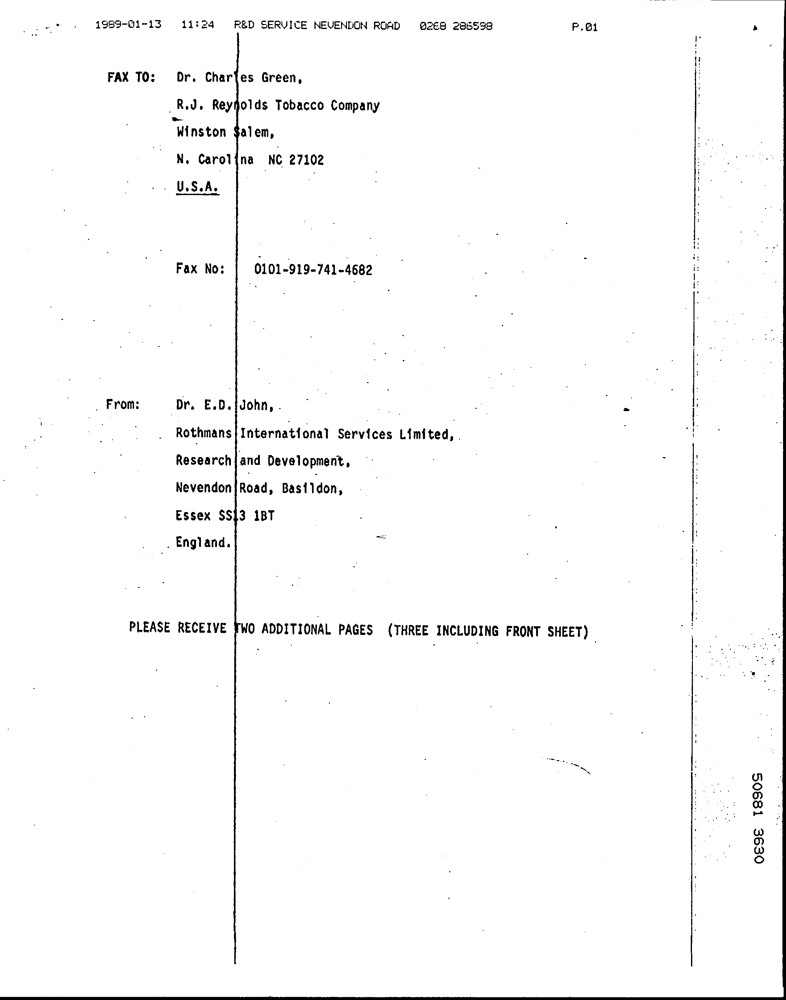 1989-01-13 11:24 R&D SERVICE NEVENDON ROAD 0268 286598 P.01
FAX TO: Dr. Charles Green,
R.J. Reynolds Tobacco Company
Winston Salem,
N. Carolina NC 27102
U.S.A.
Fax No: 0101-919-741-4682
From: Dr. E.D. John,
Rothmans International Services Limited,
Research and Development,
Nevendon Road, Basildon,
Essex SS13 1BT
England.
PLEASE RECEIVE TWO ADDITIONAL PAGES (THREE INCLUDING FRONT SHEET)
50681 3630